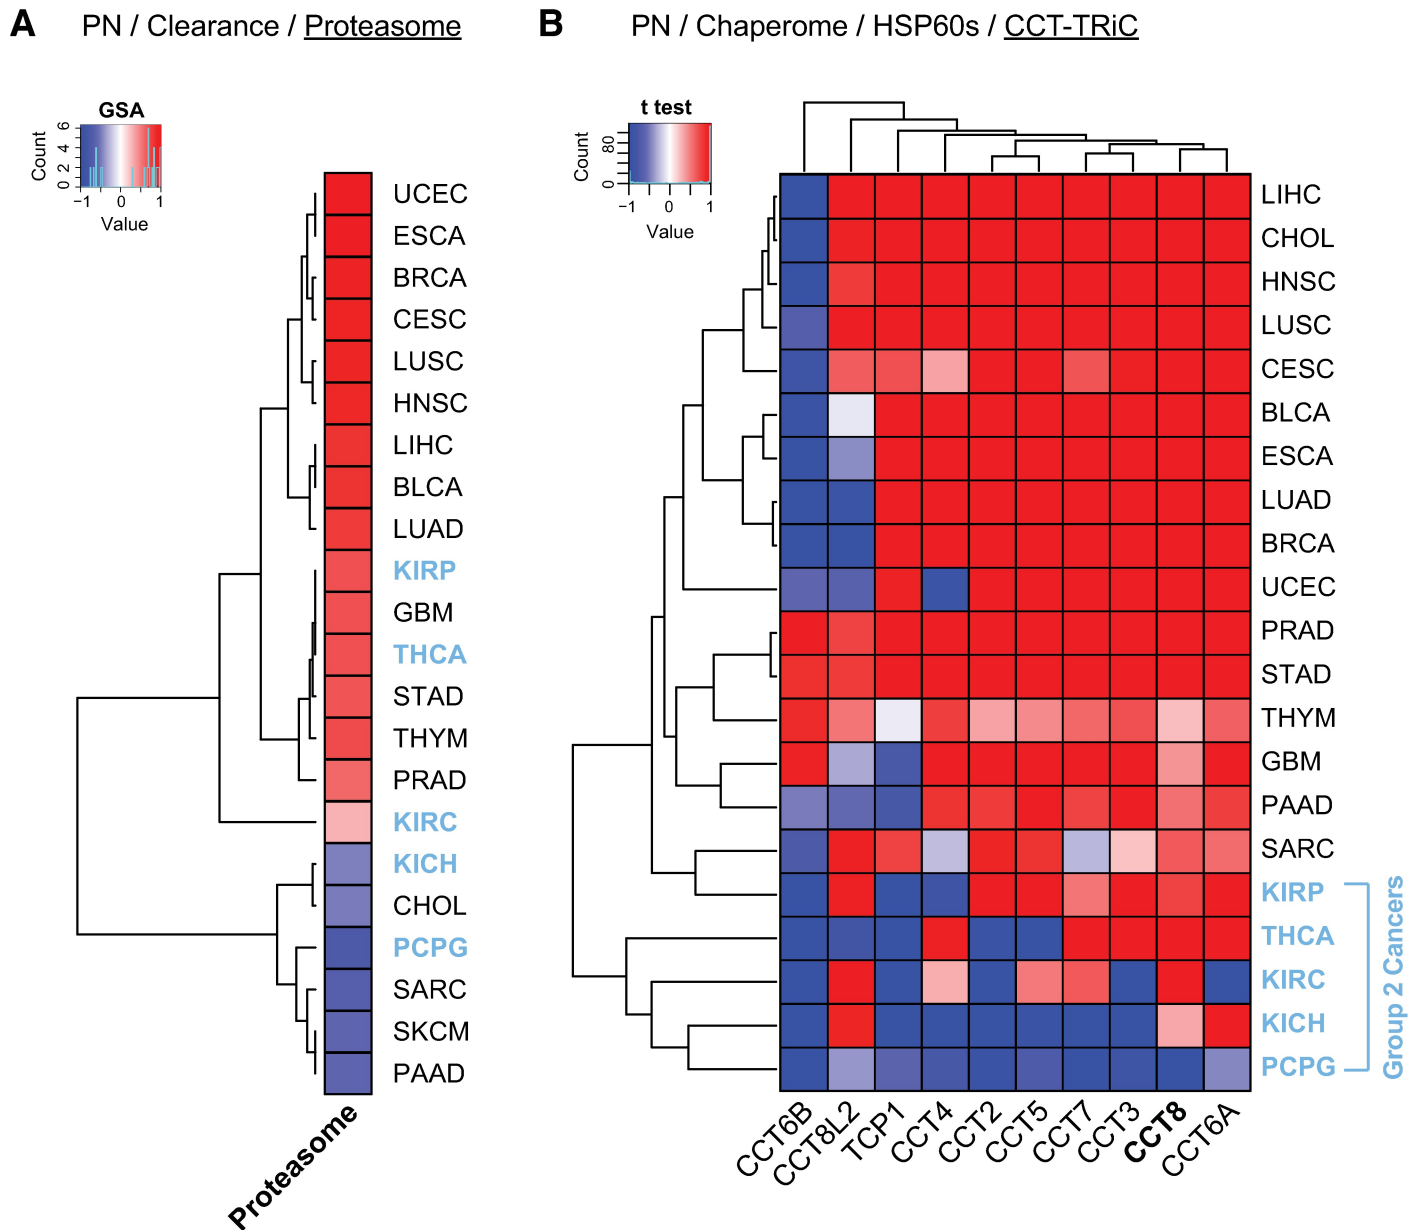 A PN / Clearance / Proteasome
GSA
Count
0 2 4 6
−1 0 1
Value
UCEC
ESCA
BRCA
CESC
LUSC
HNSC
LIHC
BLCA
LUAD
KIRP
GBM
THCA
STAD
THYM
PRAD
KIRC
KICH
CHOL
PCPG
SARC
SKCM
PAAD
Proteasome
B PN / Chaperome / HSP60s / CCT-TRiC
t test
Count
0 80
−1 0 1
Value
LIHC
CHOL
HNSC
LUSC
CESC
BLCA
ESCA
LUAD
BRCA
UCEC
PRAD
STAD
THYM
GBM
PAAD
SARC
KIRP
THCA
KIRC
KICH
PCPG
Group 2 Cancers
CCT6B CCT8L2 TCP1 CCT4 CCT2 CCT5 CCT7 CCT3 CCT8 CCT6A